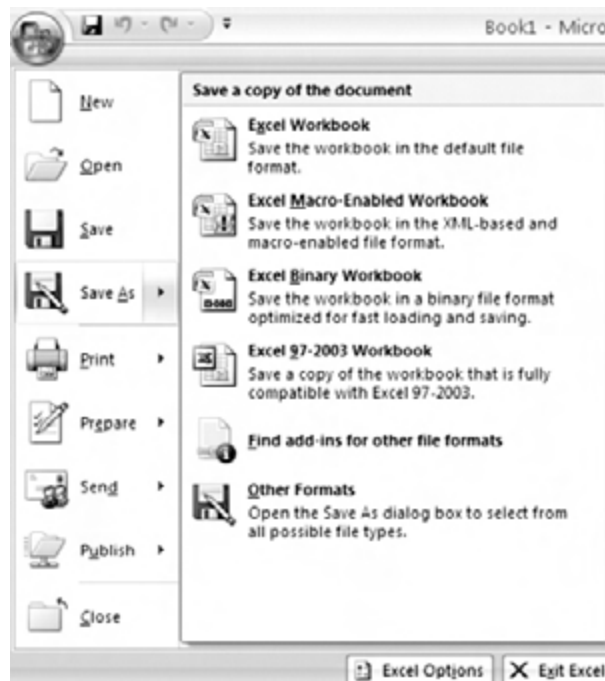 Book1 - Micro
New
Open
Save
Save As
Print
Prepare
Send
Publish
Close
Save a copy of the document
Excel Workbook
Save the workbook in the default file
format.
Excel Macro-Enabled Workbook
Save the workbook in the XML-based and
macro-enabled file format.
Excel Binary Workbook
Save the workbook in a binary file format
optimized for fast loading and saving.
Excel 97-2003 Workbook
Save a copy of the workbook that is fully
compatible with Excel 97-2003.
Find add-ins for other file formats
Other Formats
Open the Save As dialog box to select from
all possible file types.
Excel Options
Exit Excel